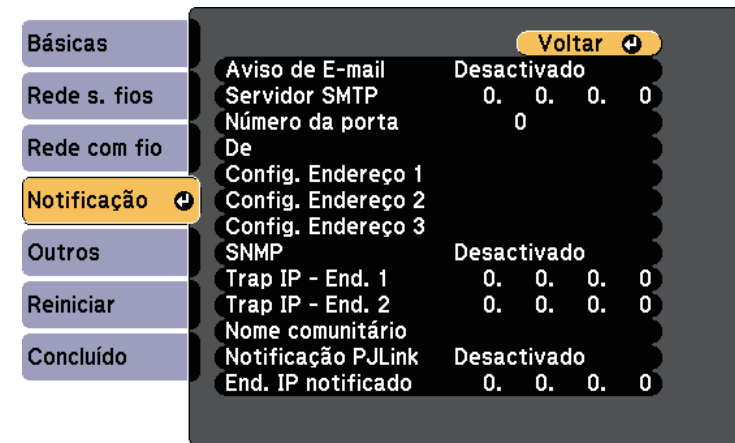 Básicas
Rede s. fios
Rede com fio
Notificação
Outros
Reiniciar
Concluído
Voltar
Aviso de E-mail Desactivado
Servidor SMTP 0. 0. 0. 0
Número da porta 0
De
Config. Endereço 1
Config. Endereço 2
Config. Endereço 3
SNMP Desactivado
Trap IP - End. 1 0. 0. 0. 0
Trap IP - End. 2 0. 0. 0. 0
Nome comunitário
Notificação PJLink Desactivado
End. IP notificado 0. 0. 0. 0